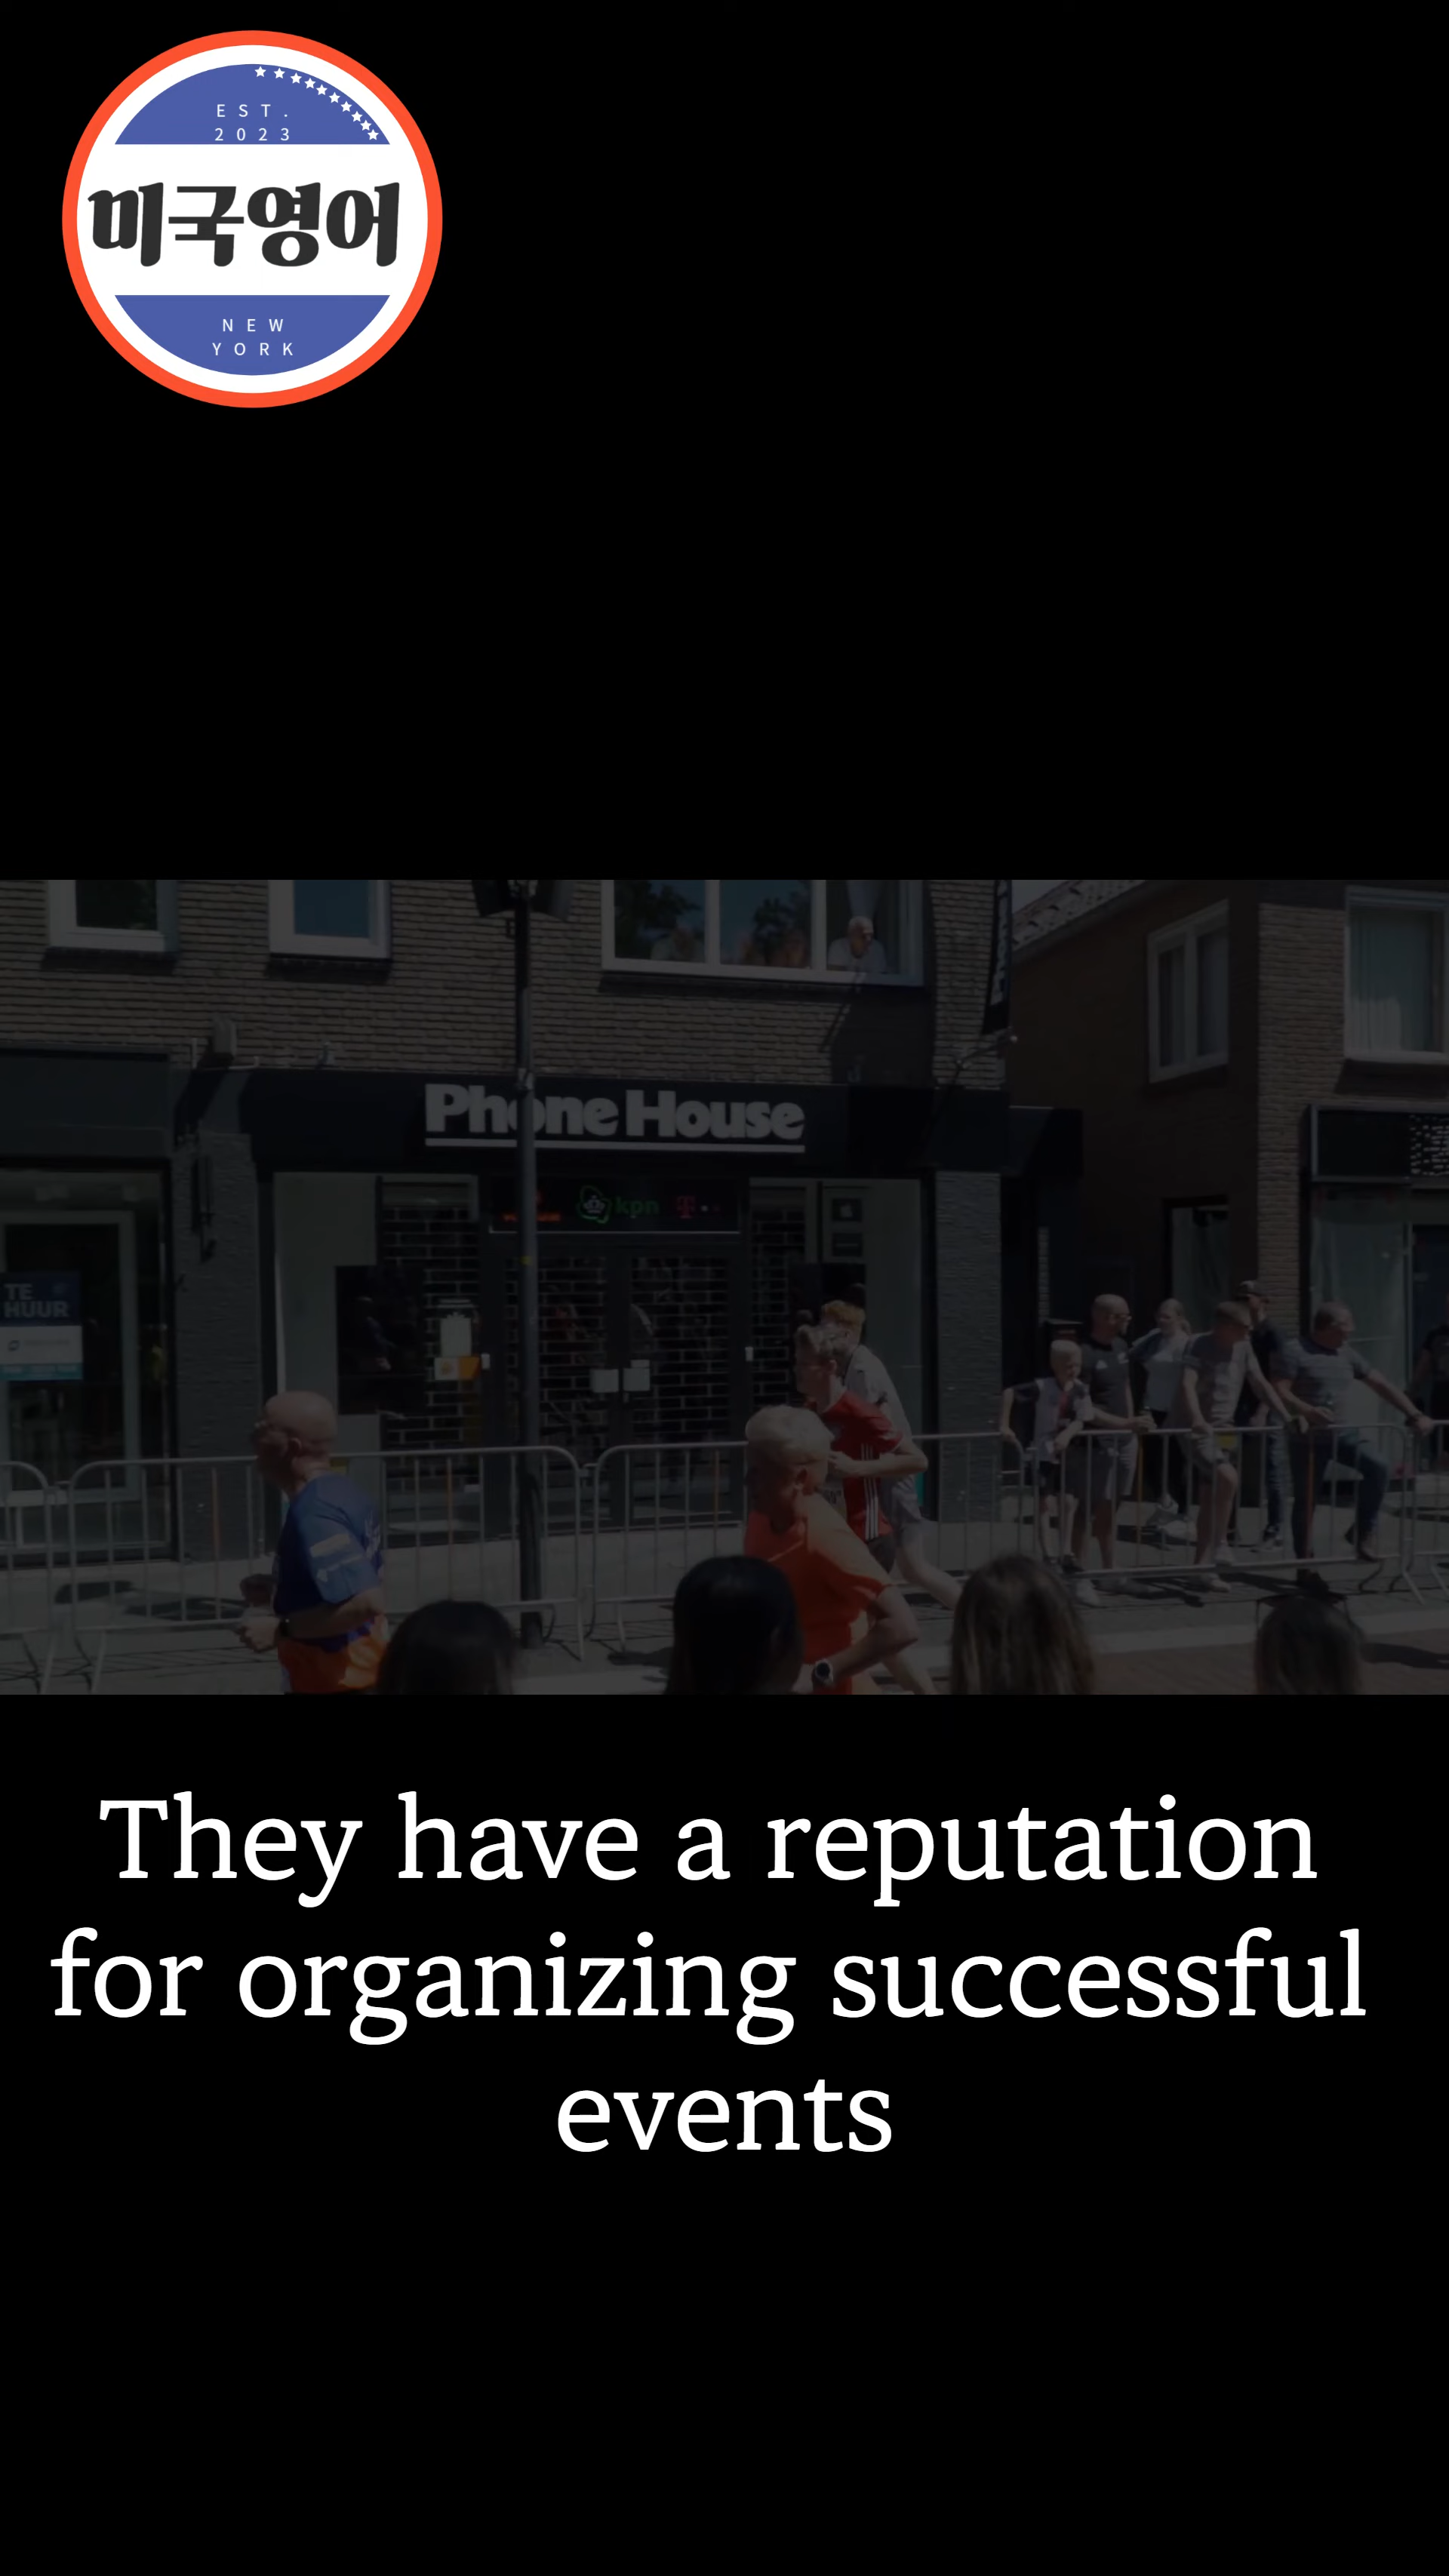 EST.
2023
미국영어
NEW
YORK
Phone House
kpn
TE
HUUR
They have a reputation
for organizing successful
events